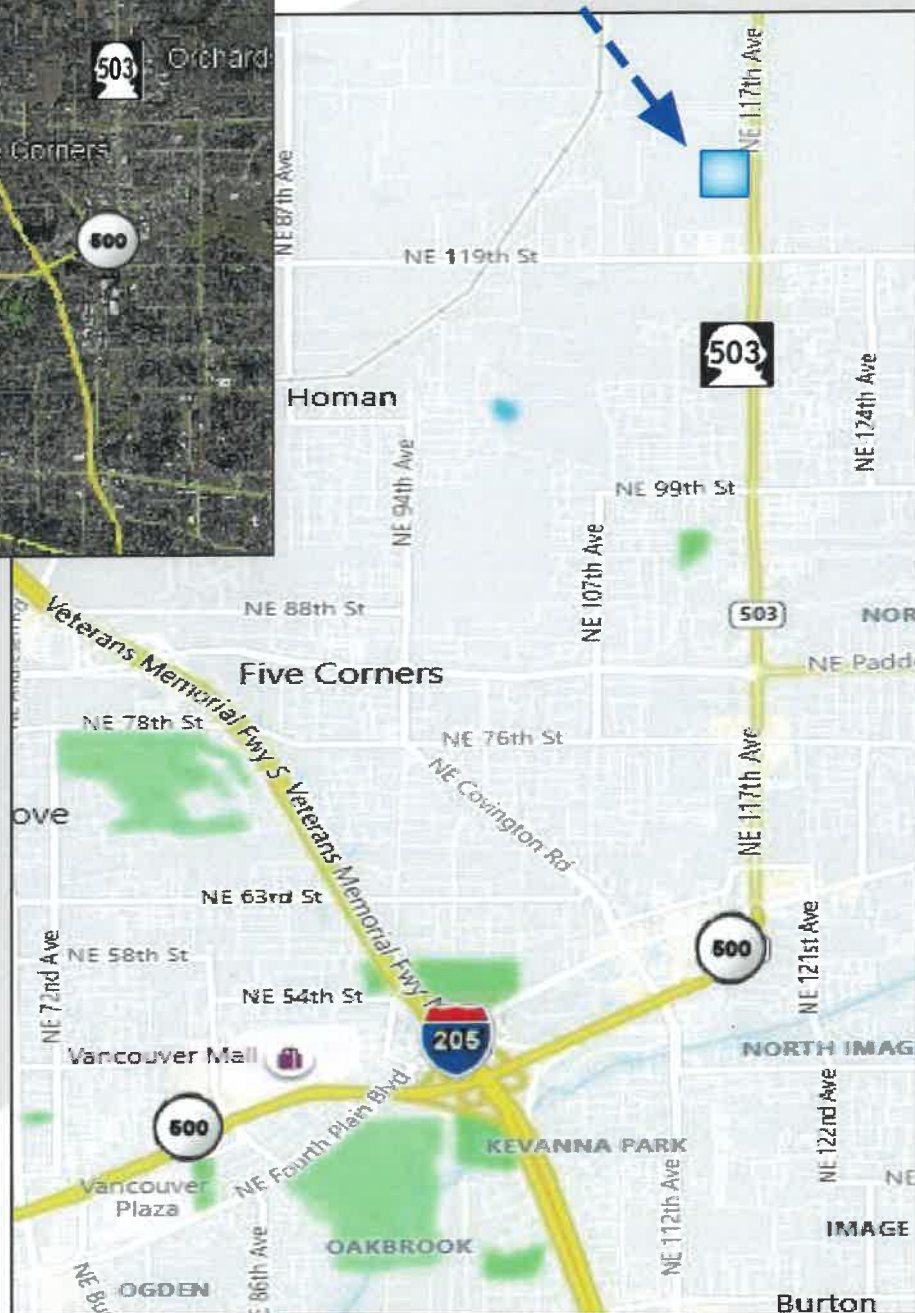 503
Orchard
Corners
500
NE 117th Ave
NE 87th Ave
NE 119th St
503
Homan
NE 124th Ave
NE 94th Ave
NE 99th St
NE 107th Ave
503
NE 88th St
NOR
Veterans Memorial Fwy S
Five Corners
NE Padd
NE 78th St
NE 76th St
NE 117th Ave
NE Covington Rd
ove
Veterans Memorial Fwy N
NE 63rd St
500
NE 121st Ave
NE 72nd Ave
NE 58th St
NE 54th St
205
Vancouver Mall
NORTH IMAG
500
NE Fourth Plain Blvd
KEVANNA PARK
NE 122nd Ave
Vancouver
Plaza
NE 112th Ave
NE
IMAGE
OAKBROOK
E 86th Ave
OGDEN
Burton